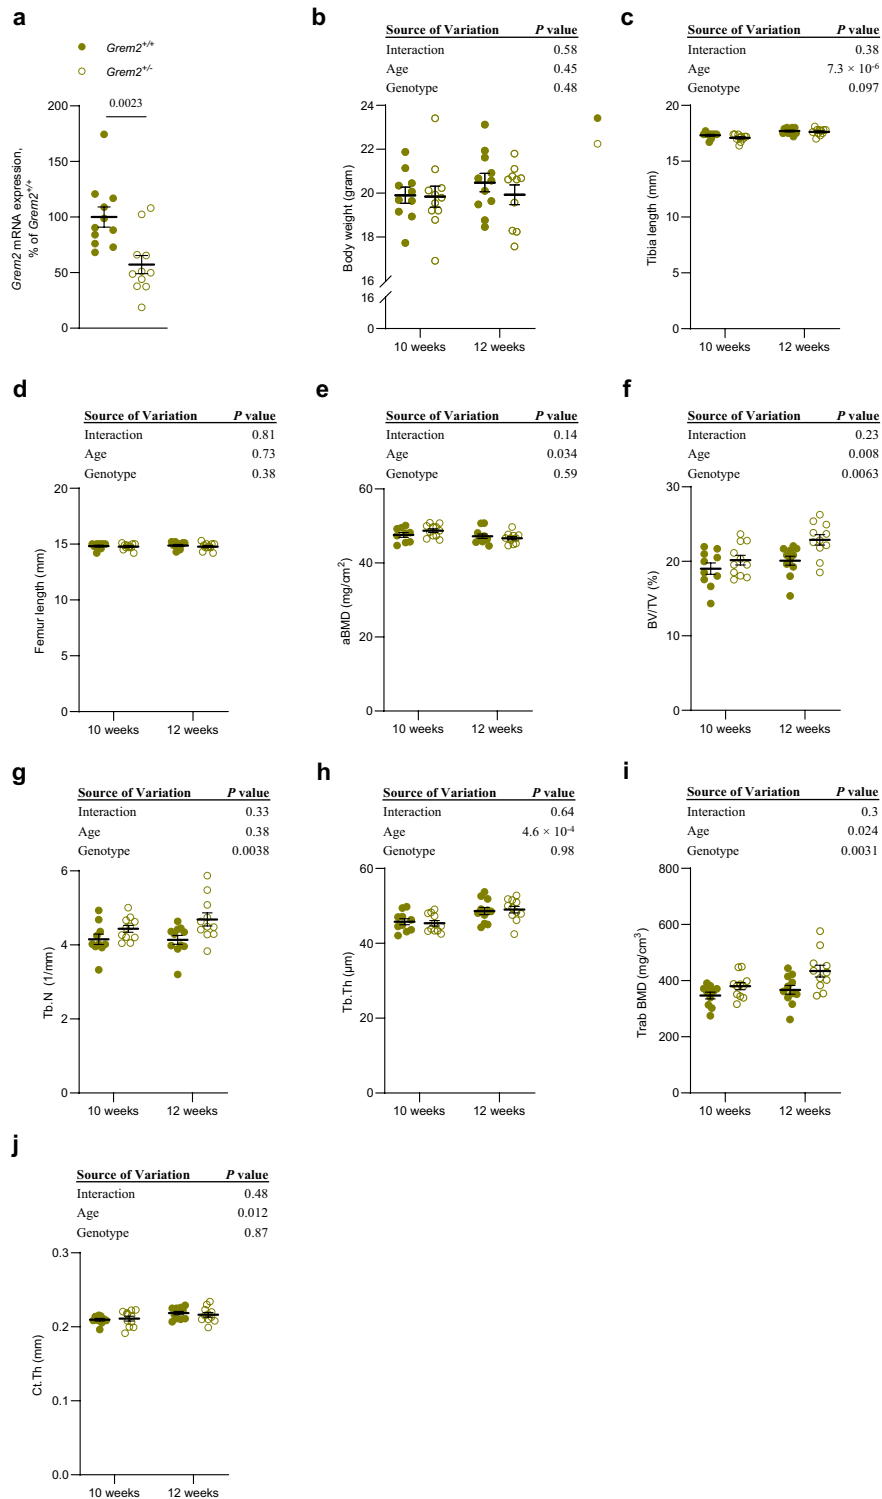 a
Grem2+/+
Grem2+/-
0.0023
Grem2 mRNA expression,
% of Grem2+/+
200
150
100
50
0
b
Source of Variation P value
Interaction 0.58
Age 0.45
Genotype 0.48
Body weight (gram)
24
22
20
18
16
16
0
10 weeks 12 weeks
c
Source of Variation P value
Interaction 0.38
Age 7.3 × 10-6
Genotype 0.097
Tibia length (mm)
20
15
10
5
0
10 weeks 12 weeks
d
Source of Variation P value
Interaction 0.81
Age 0.73
Genotype 0.38
Femur length (mm)
20
15
10
5
0
10 weeks 12 weeks
e
Source of Variation P value
Interaction 0.14
Age 0.034
Genotype 0.59
aBMD (mg/cm2)
60
40
20
0
10 weeks 12 weeks
f
Source of Variation P value
Interaction 0.23
Age 0.008
Genotype 0.0063
BV/TV (%)
30
20
10
0
10 weeks 12 weeks
g
Source of Variation P value
Interaction 0.33
Age 0.38
Genotype 0.0038
Tb.N (1/mm)
6
4
2
0
10 weeks 12 weeks
h
Source of Variation P value
Interaction 0.64
Age 4.6 × 10-4
Genotype 0.98
Tb.Th (µm)
60
40
20
0
10 weeks 12 weeks
i
Source of Variation P value
Interaction 0.3
Age 0.024
Genotype 0.0031
Trab BMD (mg/cm3)
800
600
400
200
0
10 weeks 12 weeks
j
Source of Variation P value
Interaction 0.48
Age 0.012
Genotype 0.87
Ct.Th (mm)
0.3
0.2
0.1
0.0
10 weeks 12 weeks